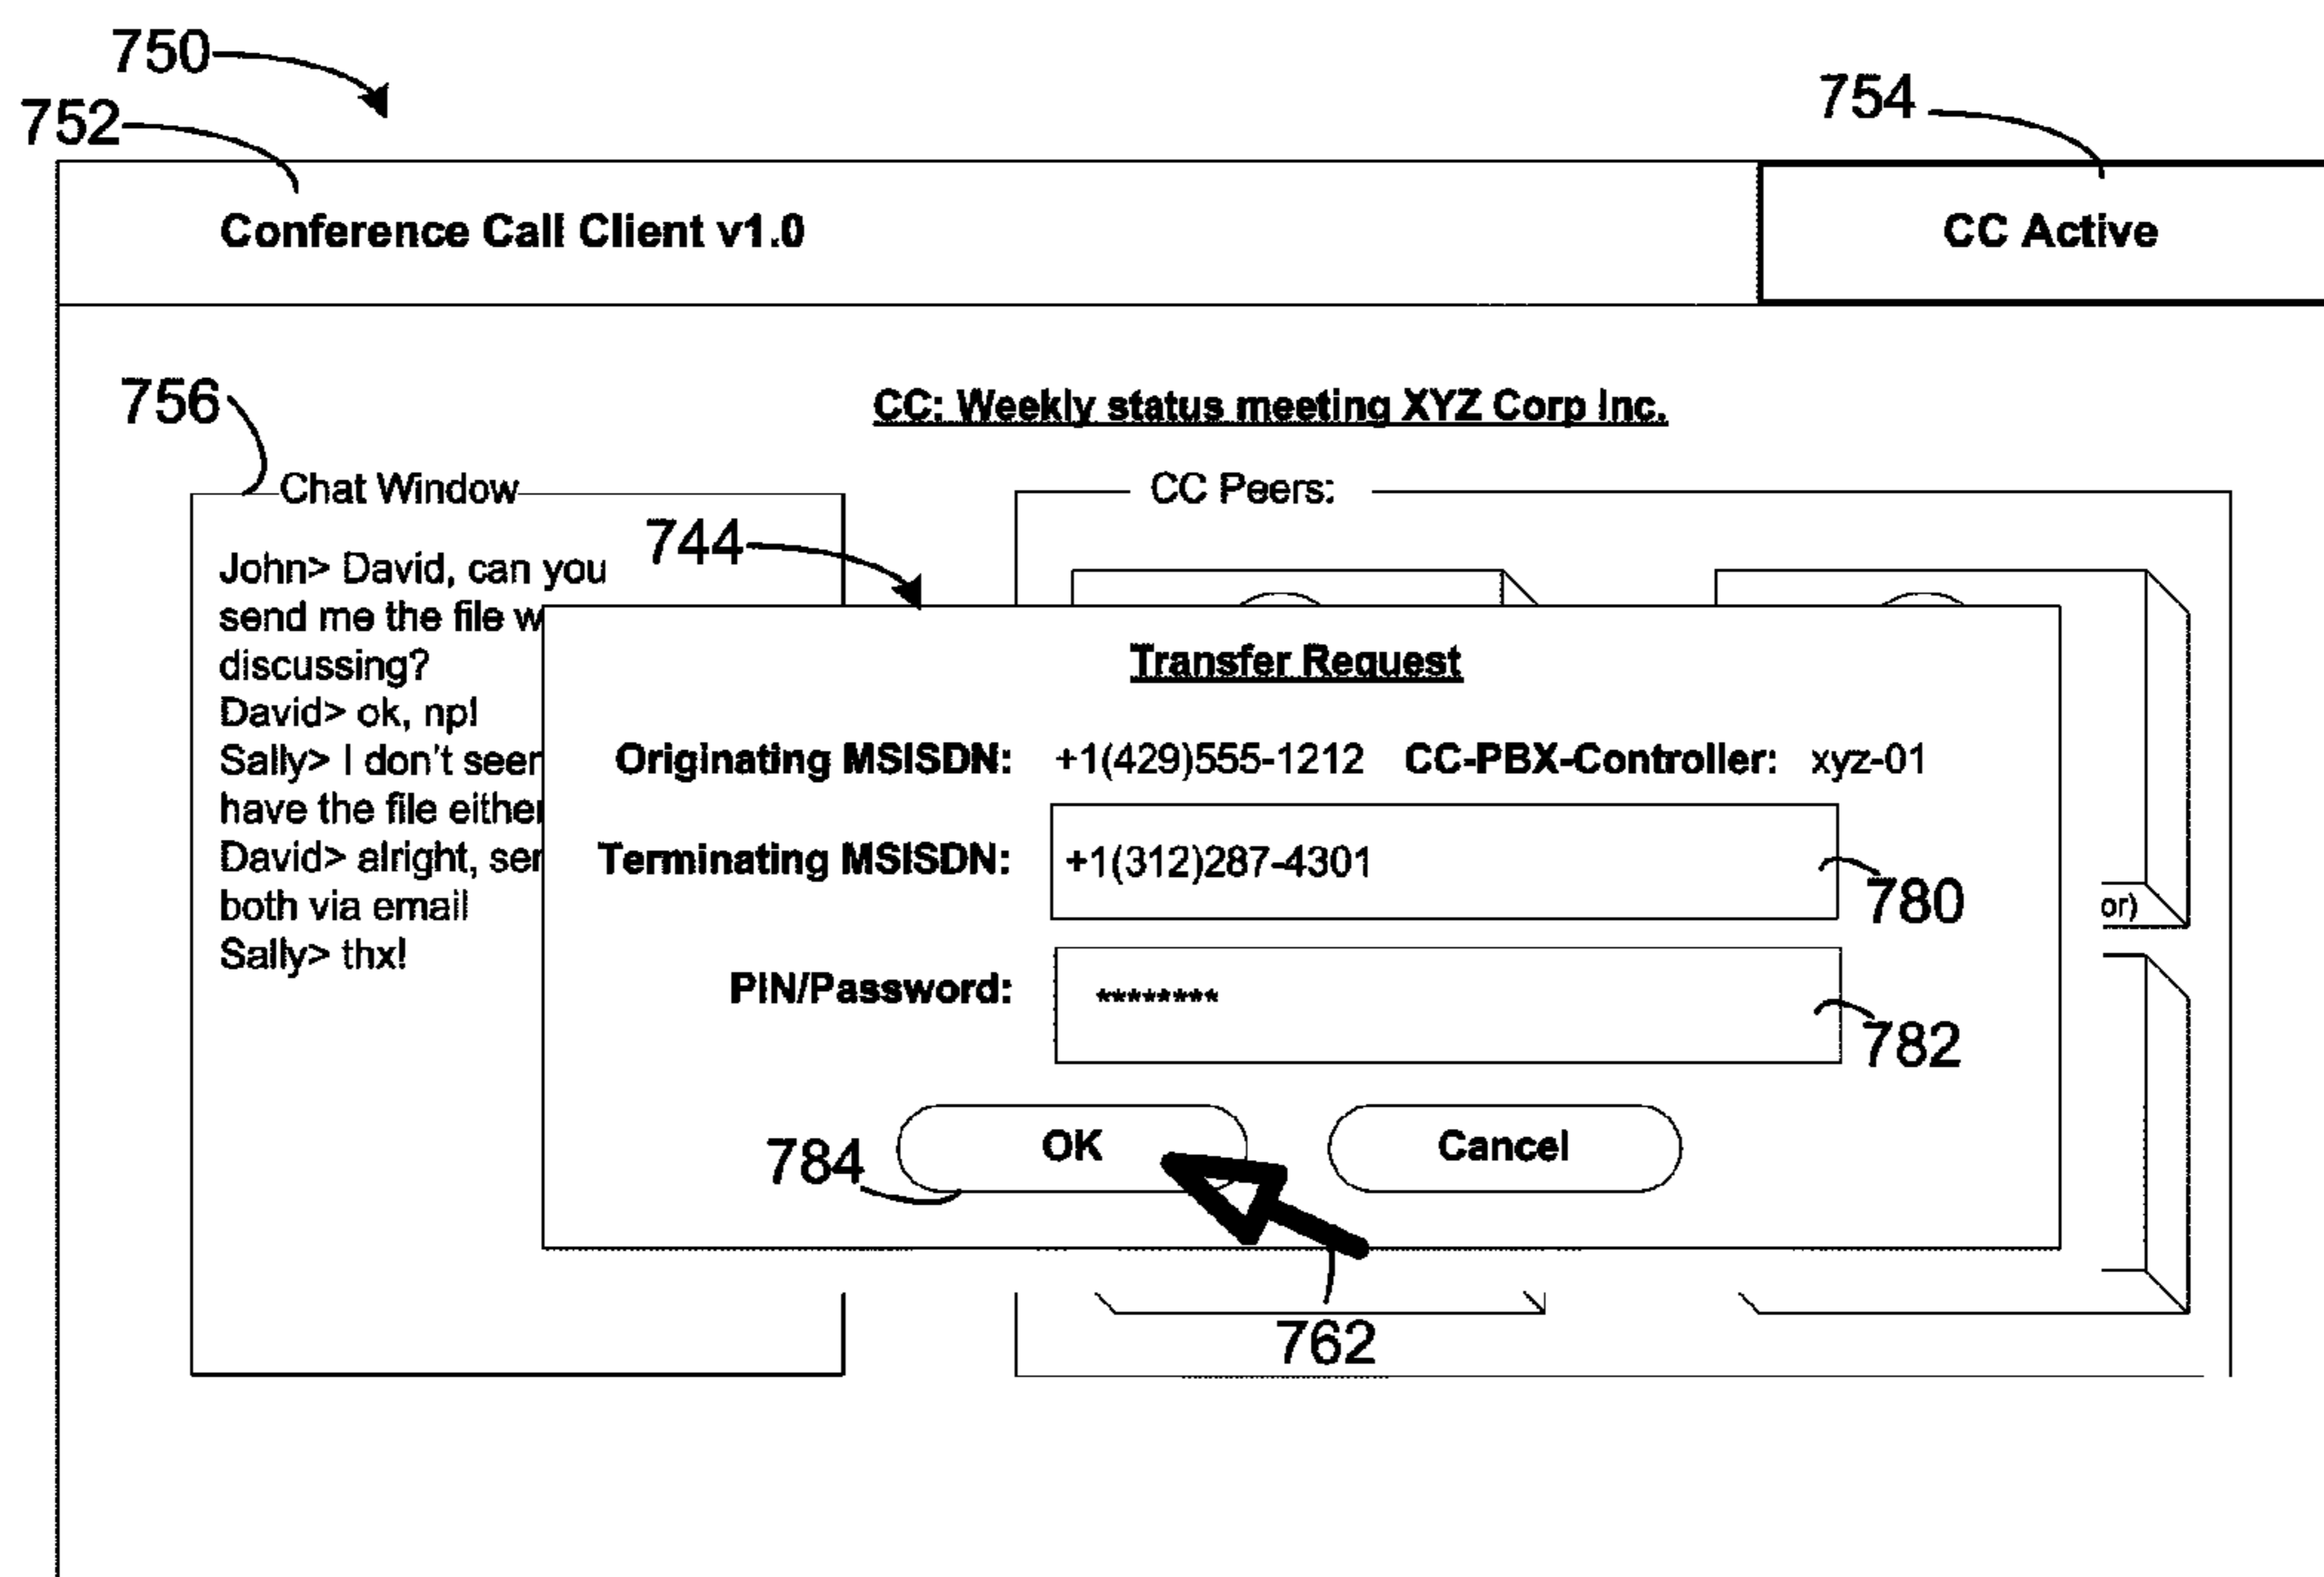 750
752
754
Conference Call Client v1.0
CC Active
756
CC: Weekly status meeting XYZ Corp Inc.
Chat Window
CC Peers:
744
John> David, can you
send me the file w
discussing?
David> ok, np!
Sally> I don't seem
have the file either
David> alright, ser
both via email
Sally> thx!
Transfer Request
Originating MSISDN: +1(429)555-1212 CC-PBX-Controller: xyz-01
Terminating MSISDN: +1(312)287-4301
780
or)
PIN/Password: ********
782
784
OK
Cancel
762